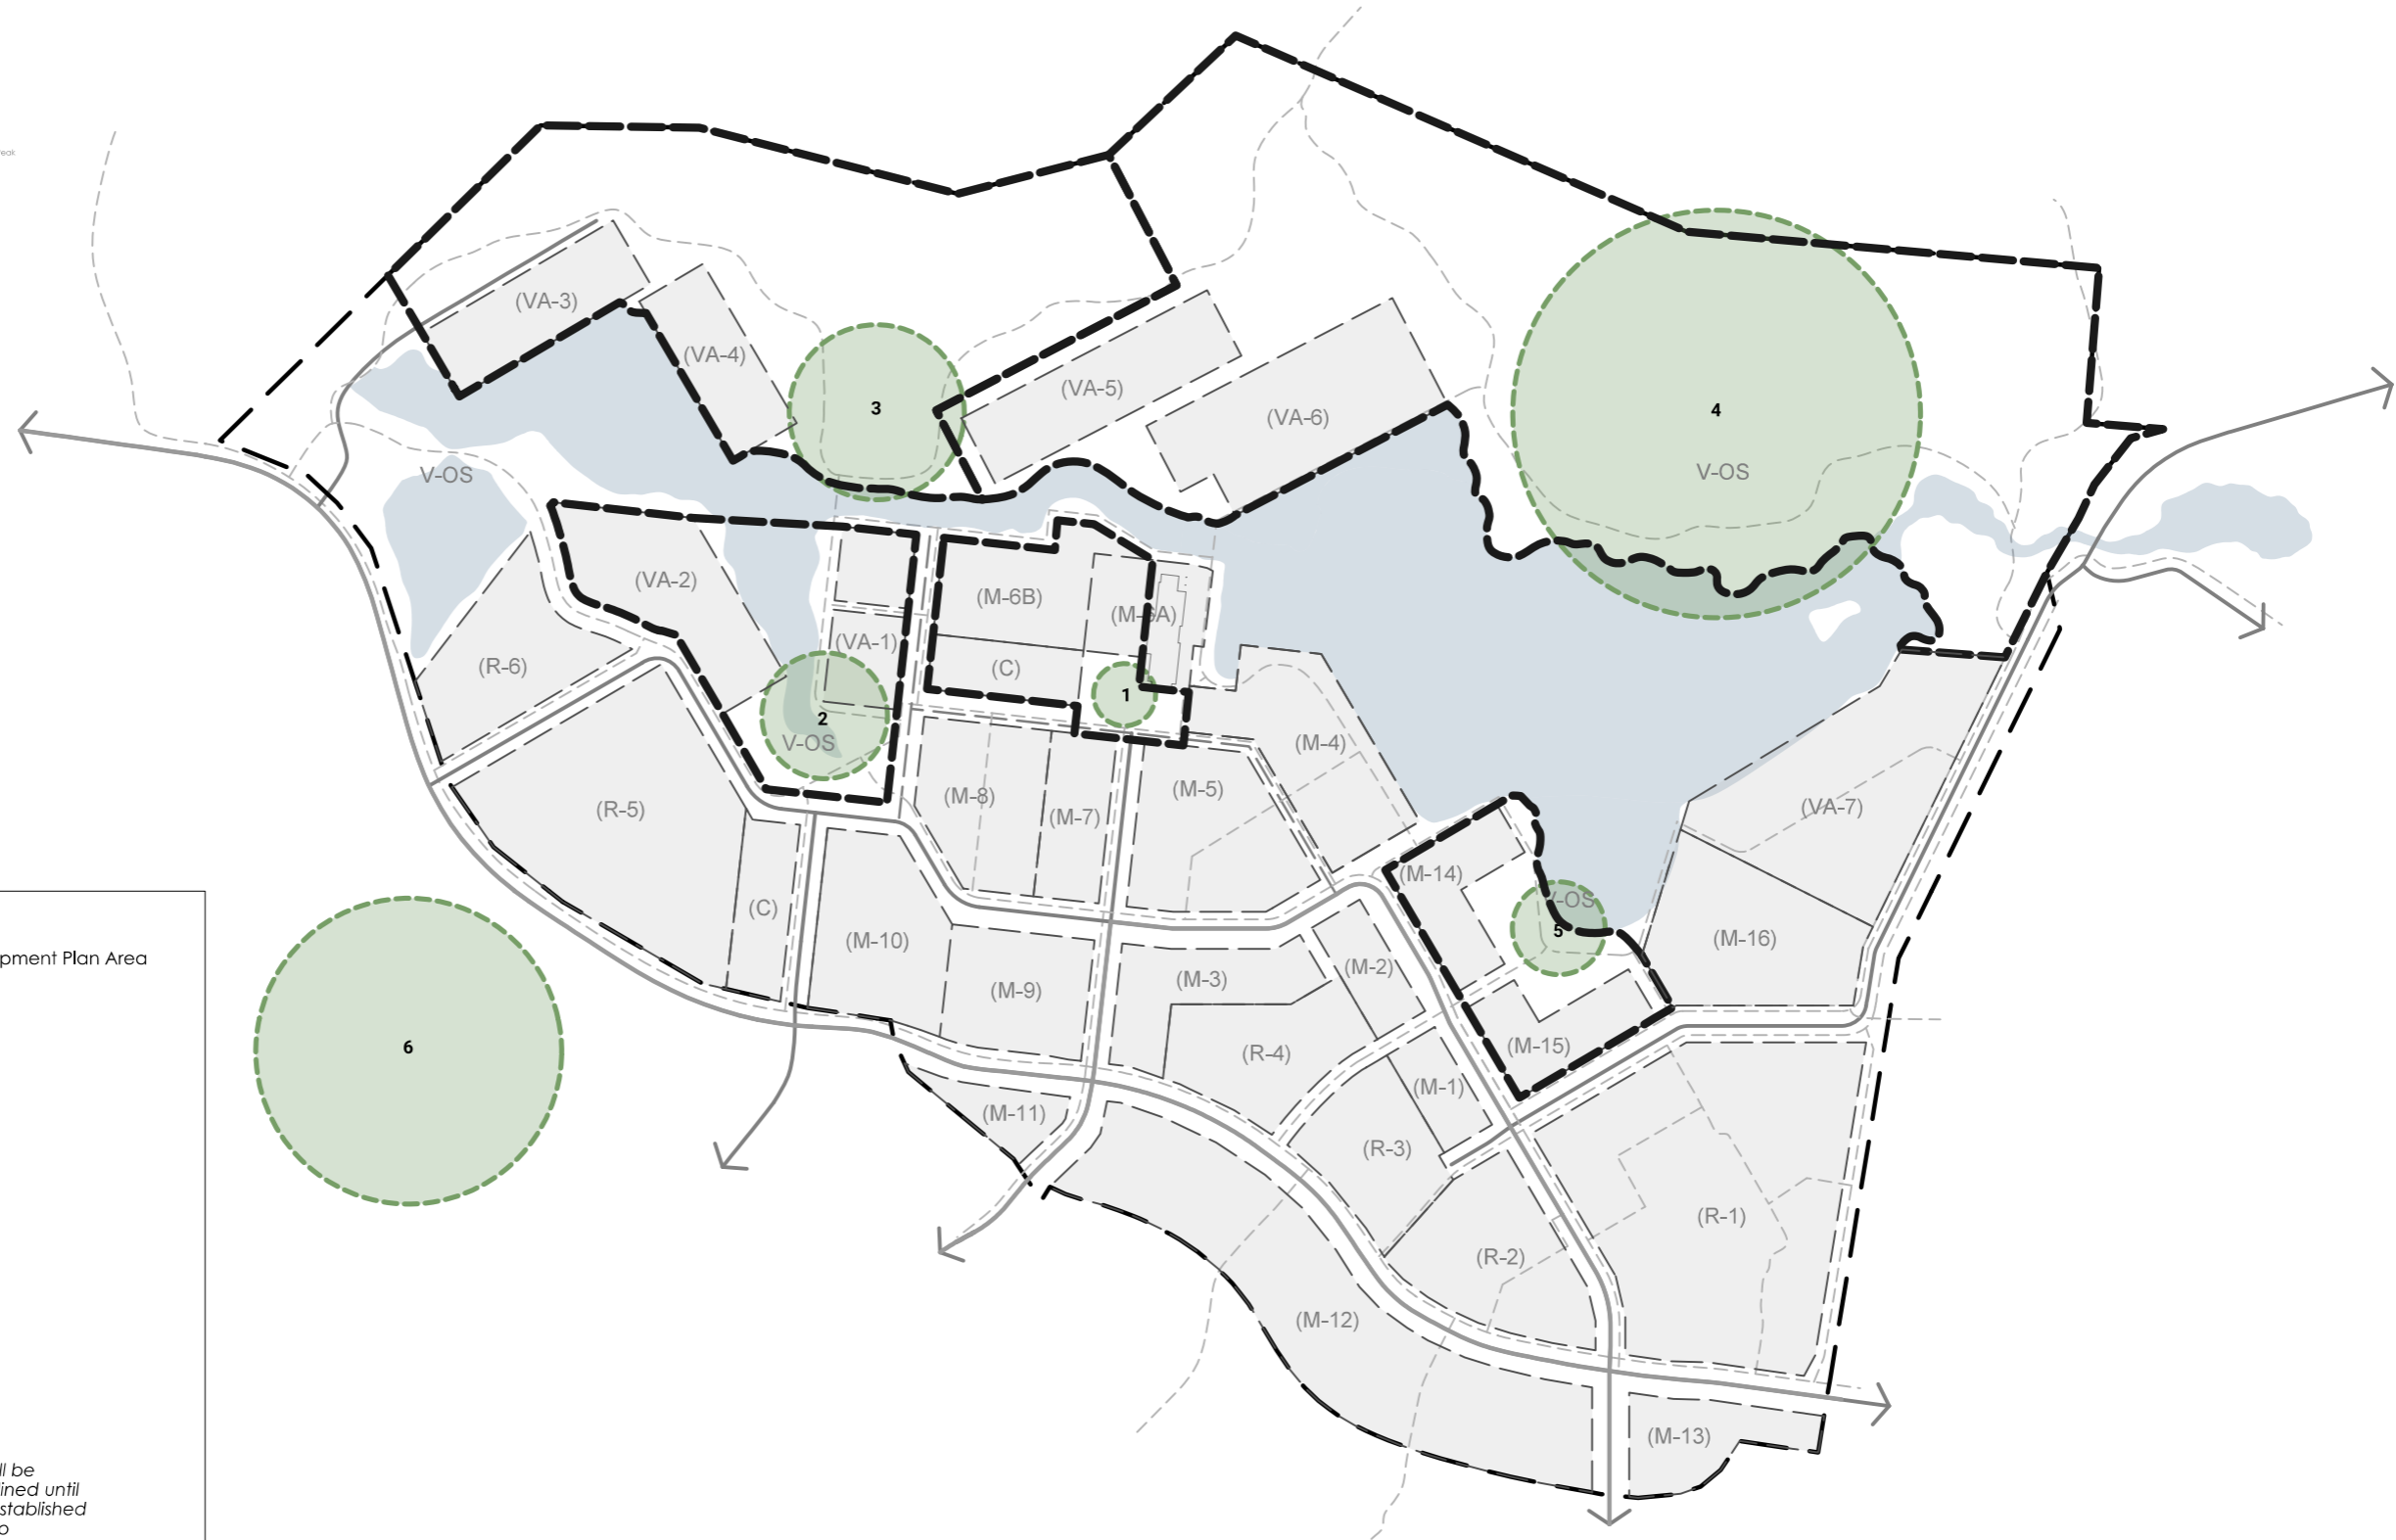 reak
(VA-3)
(VA-4)
3
(VA-5)
(VA-6)
4
V-OS
V-OS
(VA-2)
(VA-1)
(M-6B)
(M-6A)
(C)
(R-6)
1
2
V-OS
(M-4)
(M-8)
(M-7)
(M-5)
(R-5)
(VA-7)
(M-14)
V-OS
5
(C)
(M-10)
(M-9)
(M-3)
(M-2)
(M-16)
pment Plan Area
6
(R-4)
(M-15)
(M-1)
(M-11)
(R-3)
(R-1)
(R-2)
(M-12)
(M-13)
ll be
ined until
stablished
o